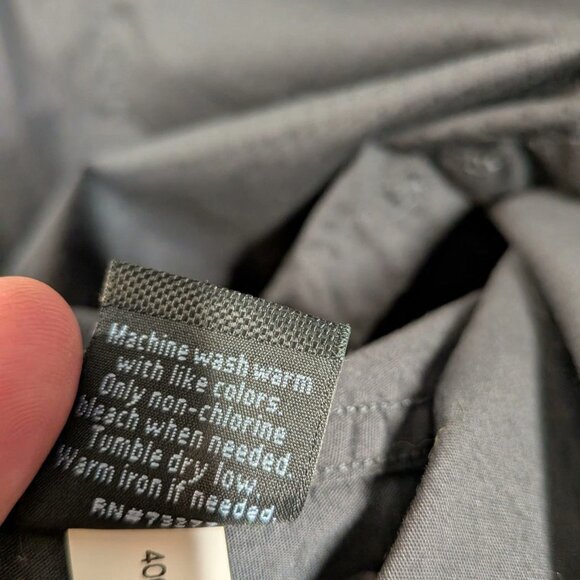 Machine wash warm
with like colors.
Only non-chlorine
bleach when needed.
Tumble dry low.
Warm iron if needed.